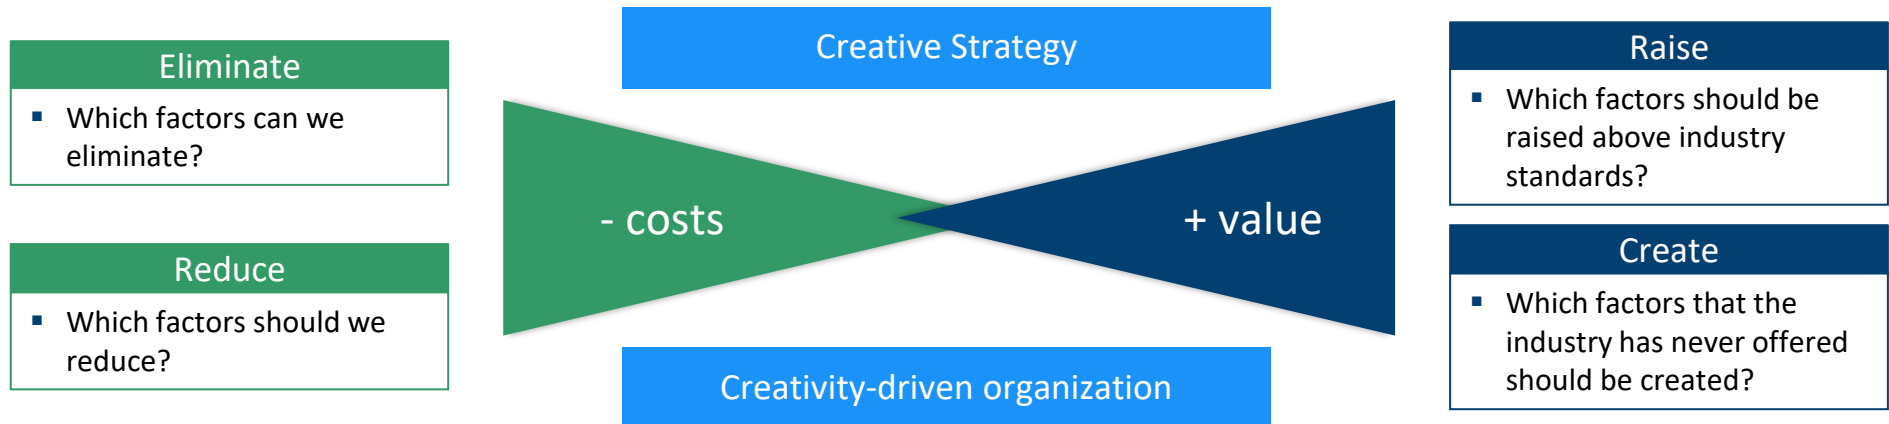 Eliminate
▪ Which factors can we
eliminate?
Reduce
▪ Which factors should we
reduce?
Creative Strategy
- costs
+ value
Creativity-driven organization
Raise
▪ Which factors should be
raised above industry
standards?
Create
▪ Which factors that the
industry has never offered
should be created?